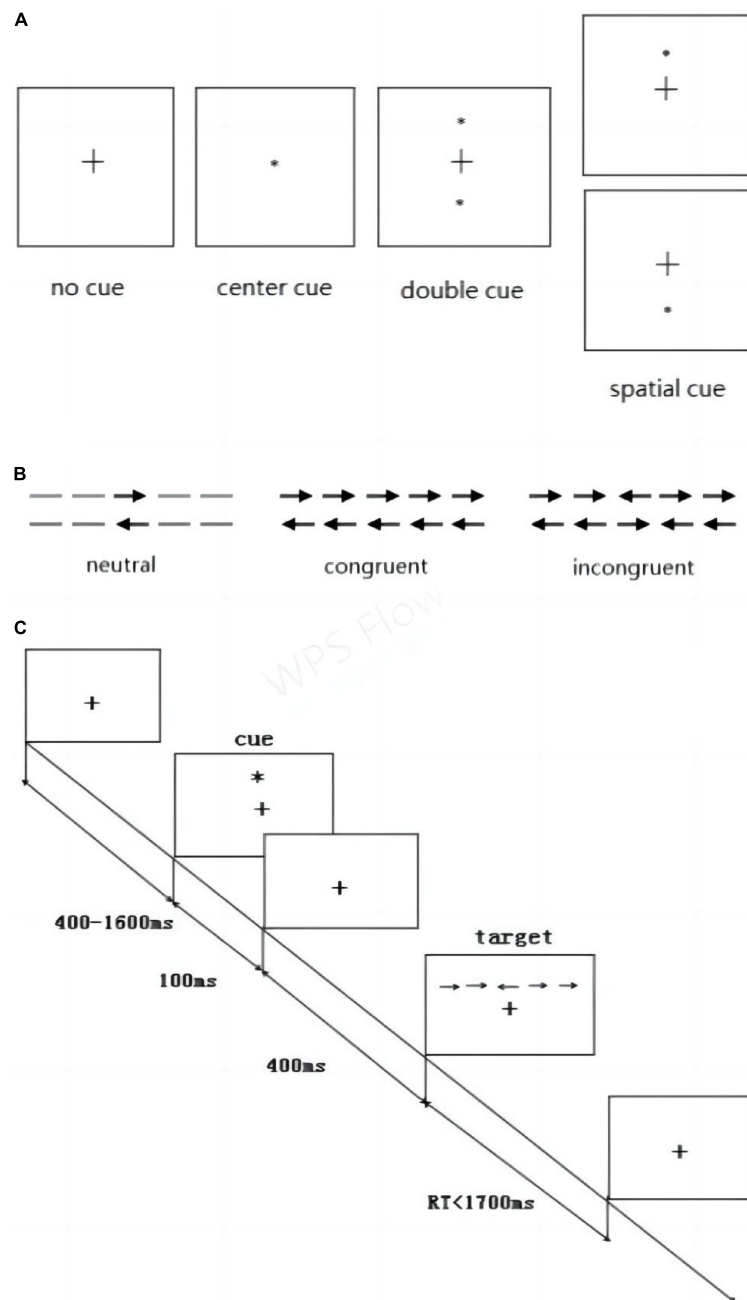 A
no cue
center cue
double cue
spatial cue
B
neutral
congruent
incongruent
WPS Flow
C
cue
400-1600ms
100ms
target
400ms
RT<1700ms